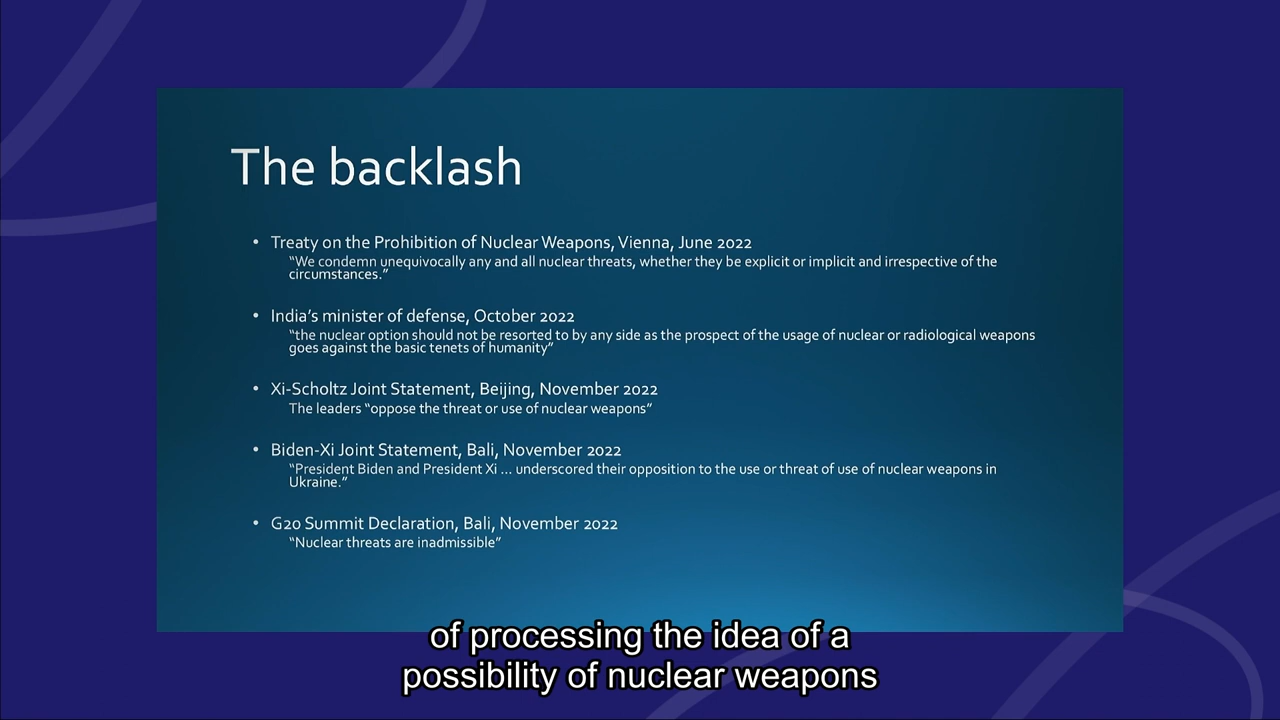 The backlash
• Treaty on the Prohibition of Nuclear Weapons, Vienna, June 2022
“We condemn unequivocally any and all nuclear threats, whether they be explicit or implicit and irrespective of the
circumstances.”
• India’s minister of defense, October 2022
“the nuclear option should not be resorted to by any side as the prospect of the usage of nuclear or radiological weapons
goes against the basic tenets of humanity”
• Xi-Scholtz Joint Statement, Beijing, November 2022
The leaders “oppose the threat or use of nuclear weapons”
• Biden-Xi Joint Statement, Bali, November 2022
“President Biden and President Xi ... underscored their opposition to the use or threat of use of nuclear weapons in
Ukraine.”
• G20 Summit Declaration, Bali, November 2022
“Nuclear threats are inadmissible”
of processing the idea of a
possibility of nuclear weapons